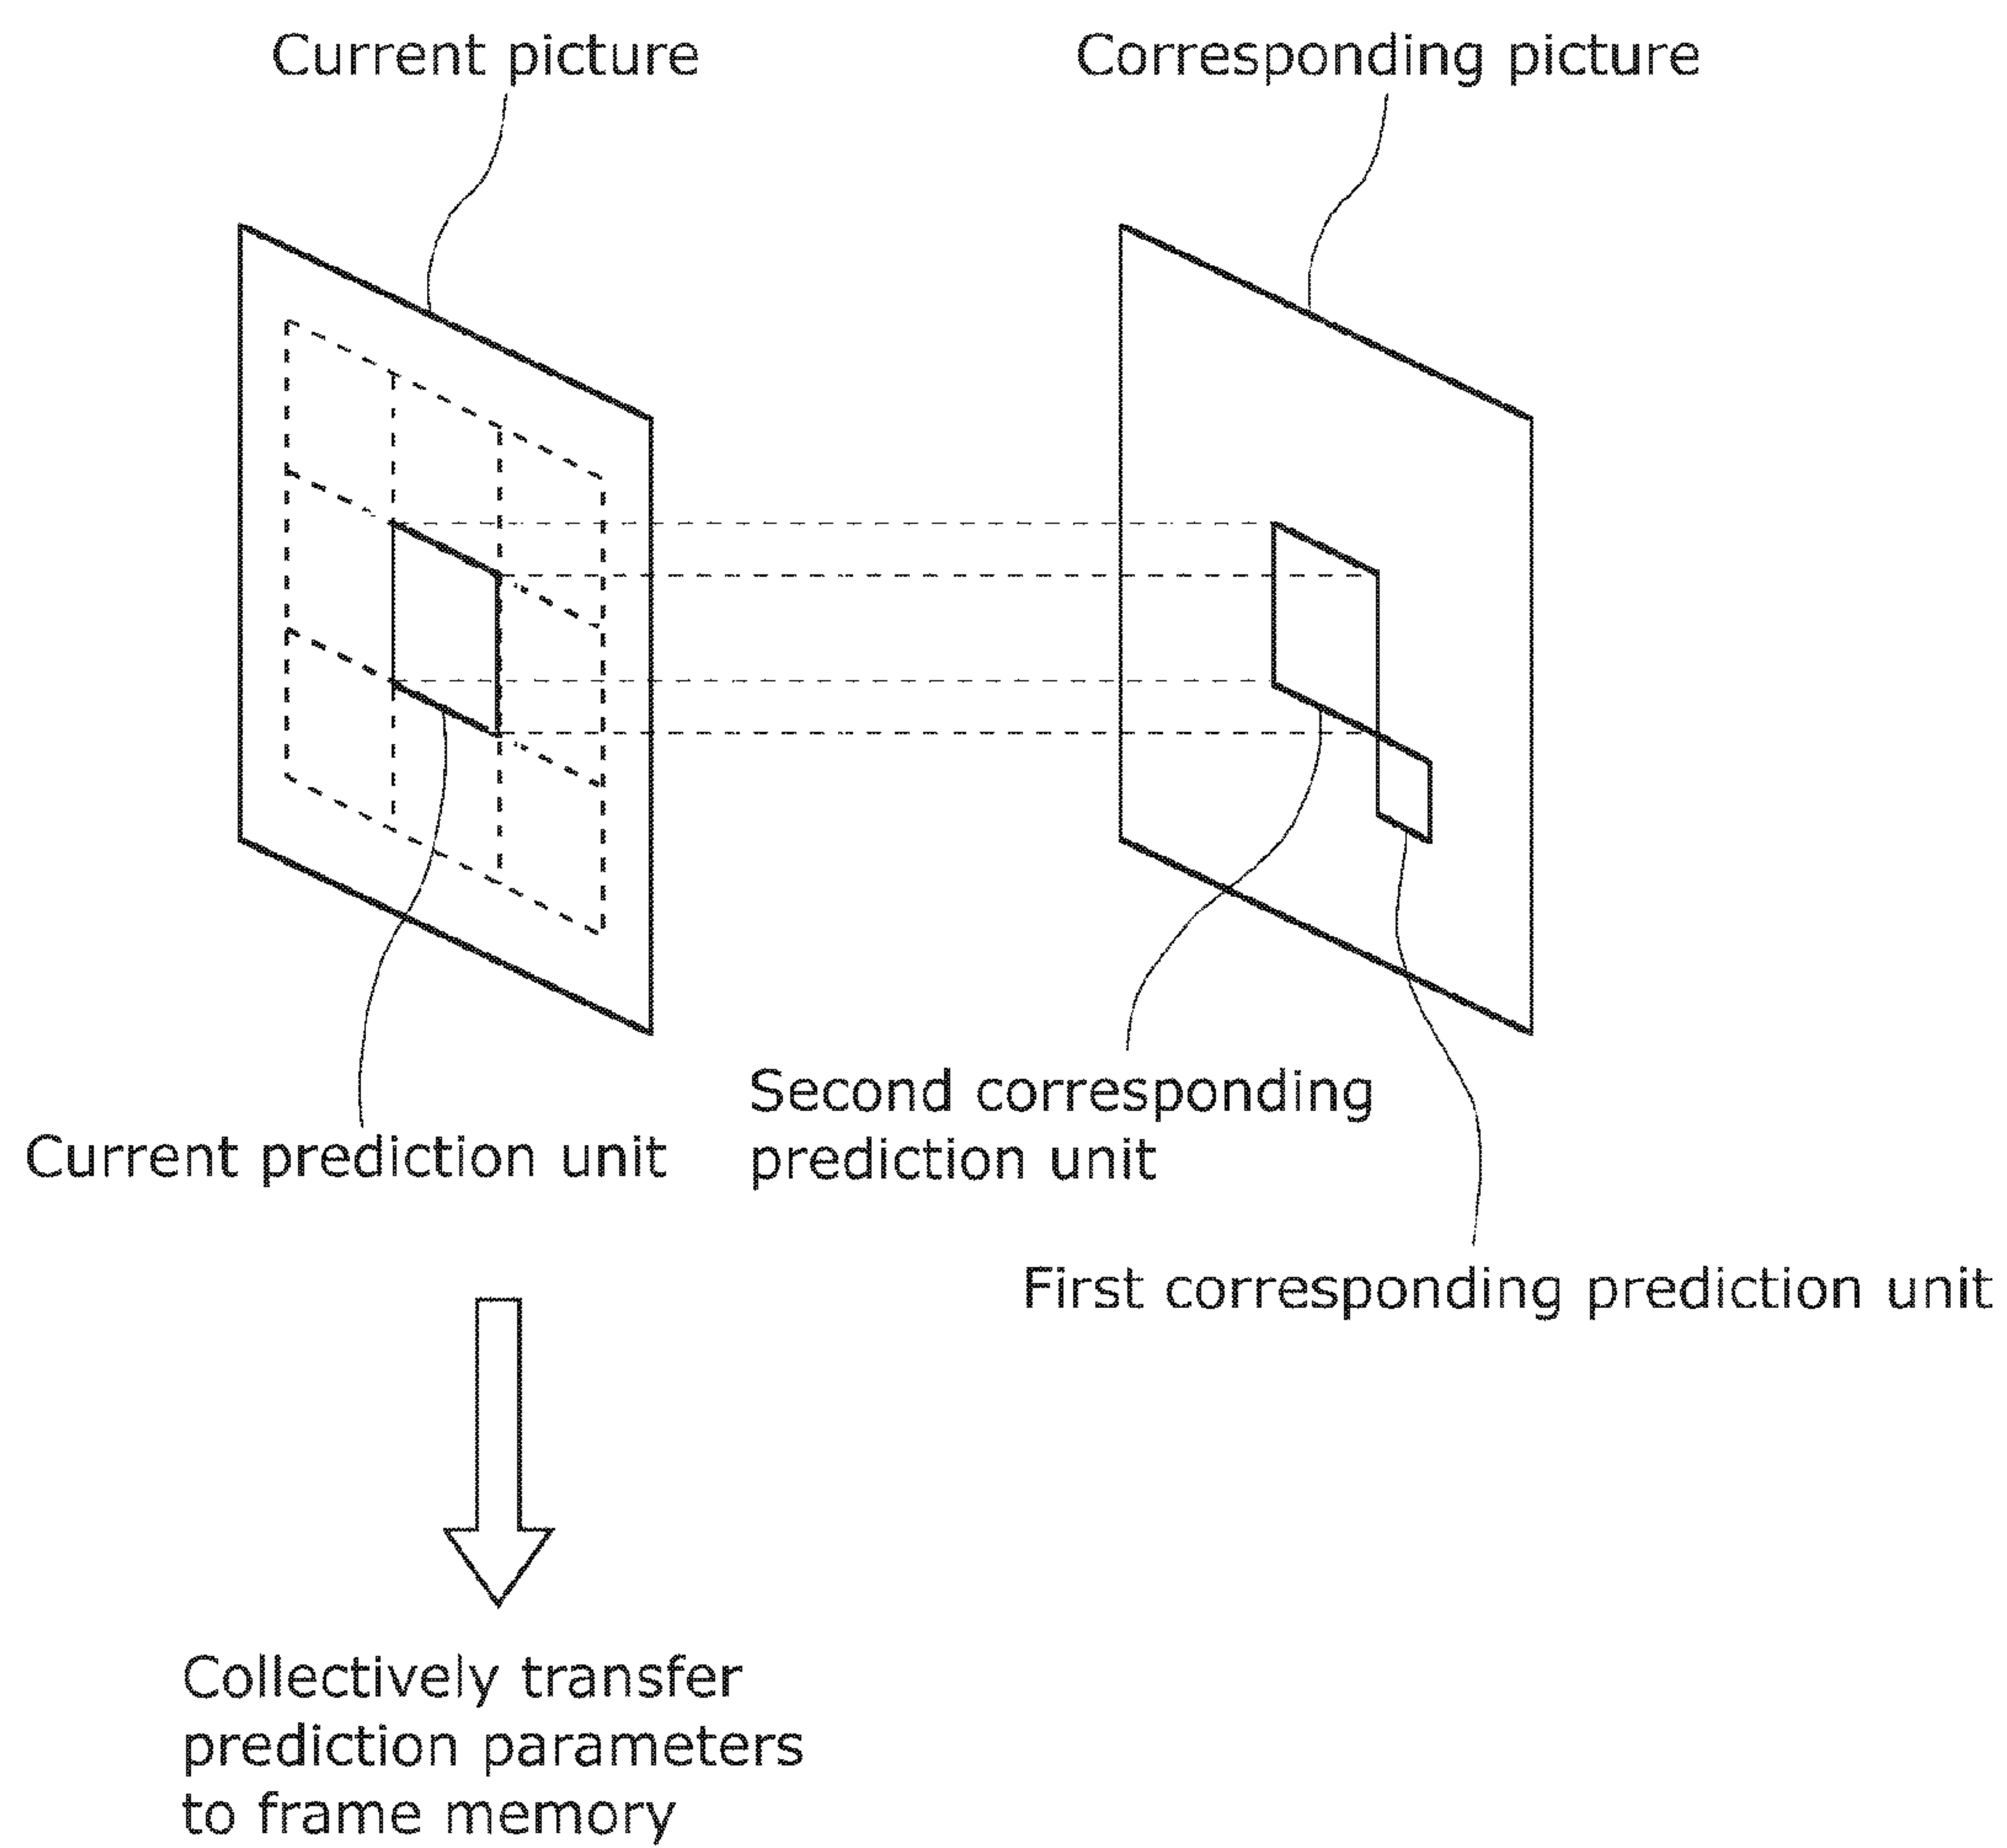 Current picture
Corresponding picture
Current prediction unit
Second corresponding
prediction unit
First corresponding prediction unit
Collectively transfer
prediction parameters
to frame memory